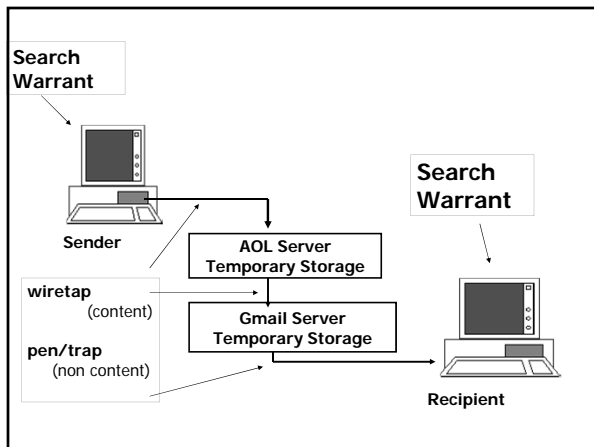 Search
Warrant
Sender
AOL Server
Temporary Storage
Search
Warrant
wiretap
(content)
pen/trap
(non content)
Gmail Server
Temporary Storage
Recipient